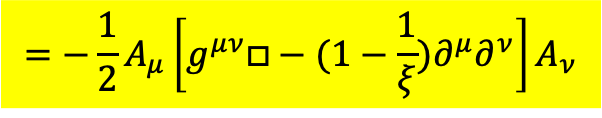 = − 1/2 A_μ [g^{μν}□ − (1 − 1/ξ)∂^μ∂^ν] A_ν